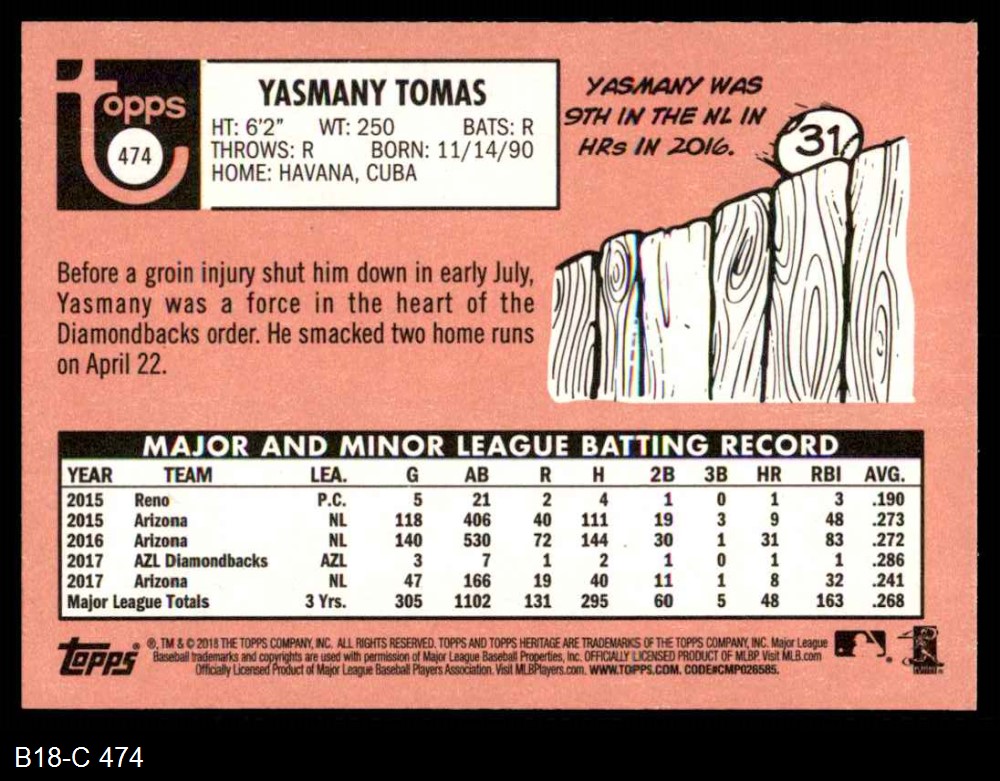 topps
474
YASMANY TOMAS
HT: 6'2" WT: 250 BATS: R
THROWS: R BORN: 11/14/90
HOME: HAVANA, CUBA
YASMANY WAS
9TH IN THE NL IN
HRs IN 2016.
31
Before a groin injury shut him down in early July,
Yasmany was a force in the heart of the
Diamondbacks order. He smacked two home runs
on April 22.
MAJOR AND MINOR LEAGUE BATTING RECORD
YEAR TEAM LEA. G AB R H 2B 3B HR RBI AVG.
2015 Reno P.C. 5 21 2 4 1 0 1 3 .190
2015 Arizona NL 118 406 40 111 19 3 9 48 .273
2016 Arizona NL 140 530 72 144 30 1 31 83 .272
2017 AZL Diamondbacks AZL 3 7 1 2 1 0 1 1 .286
2017 Arizona NL 47 166 19 40 11 1 8 32 .241
Major League Totals 3 Yrs. 305 1102 131 295 60 5 48 163 .268
topps
®, TM & © 2018 THE TOPPS COMPANY, INC. ALL RIGHTS RESERVED. TOPPS AND TOPPS HERITAGE ARE TRADEMARKS OF THE TOPPS COMPANY, INC. Major League
Baseball trademarks and copyrights are used with permission of Major League Baseball Properties, Inc. OFFICIALLY LICENSED PRODUCT OF MLBP. Visit MLB.com
Officially Licensed Product of Major League Baseball Players Association. Visit MLBPlayers.com. WWW.TOPPS.COM. CODE#CMP026585.
B18-C 474